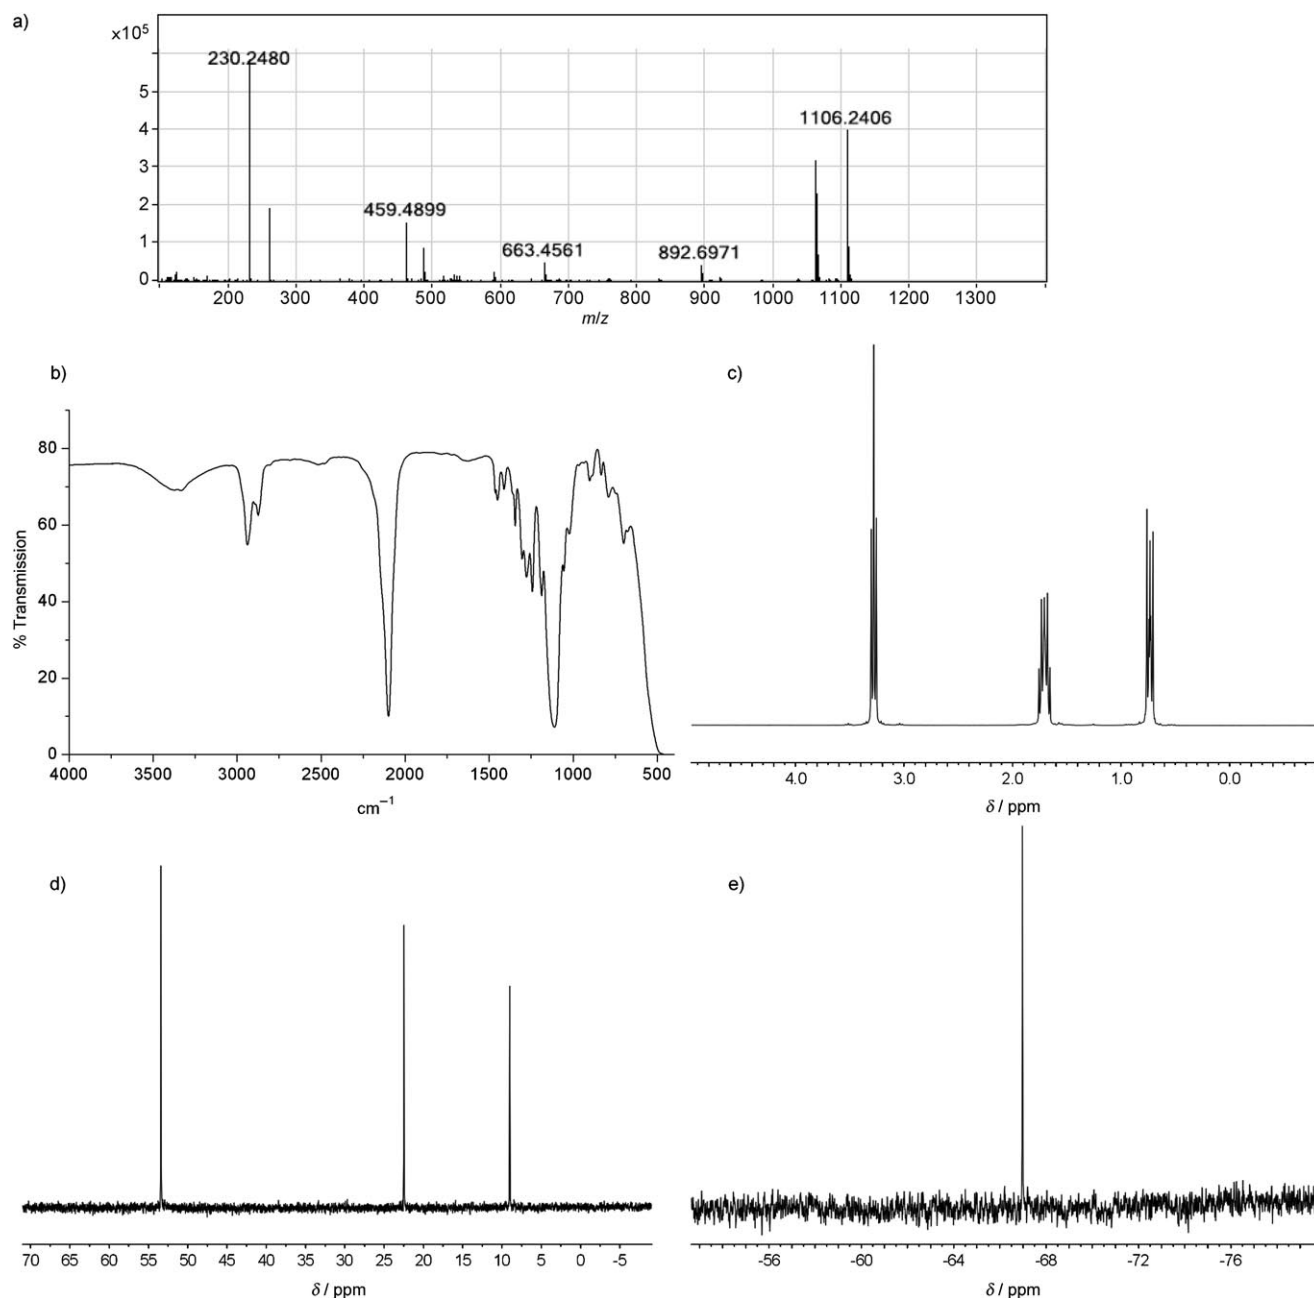 a)
×10⁵
230.2480
1106.2406
459.4899
663.4561
892.6971
5
4
3
2
1
0
200 300 400 500 600 700 800 900 1000 1100 1200 1300
m/z
b)
80
60
40
20
0
% Transmission
4000 3500 3000 2500 2000 1500 1000 500
cm⁻¹
c)
4.0 3.0 2.0 1.0 0.0
δ / ppm
d)
70 65 60 55 50 45 40 35 30 25 20 15 10 5 0 -5
δ / ppm
e)
-56 -60 -64 -68 -72 -76
δ / ppm